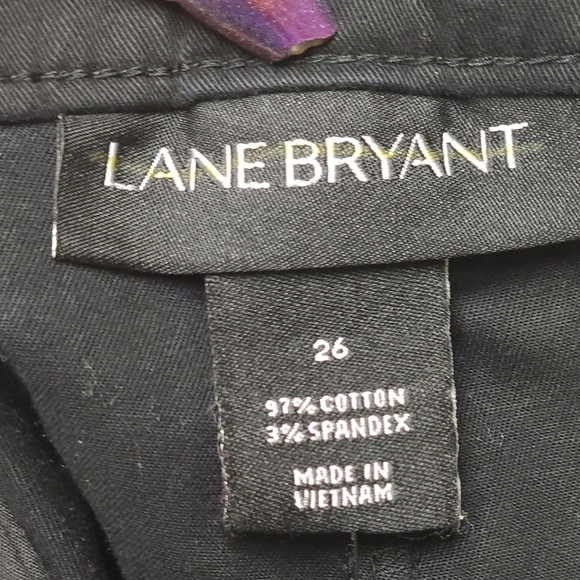 LANE BRYANT
26
97% COTTON
3% SPANDEX
MADE IN
VIETNAM